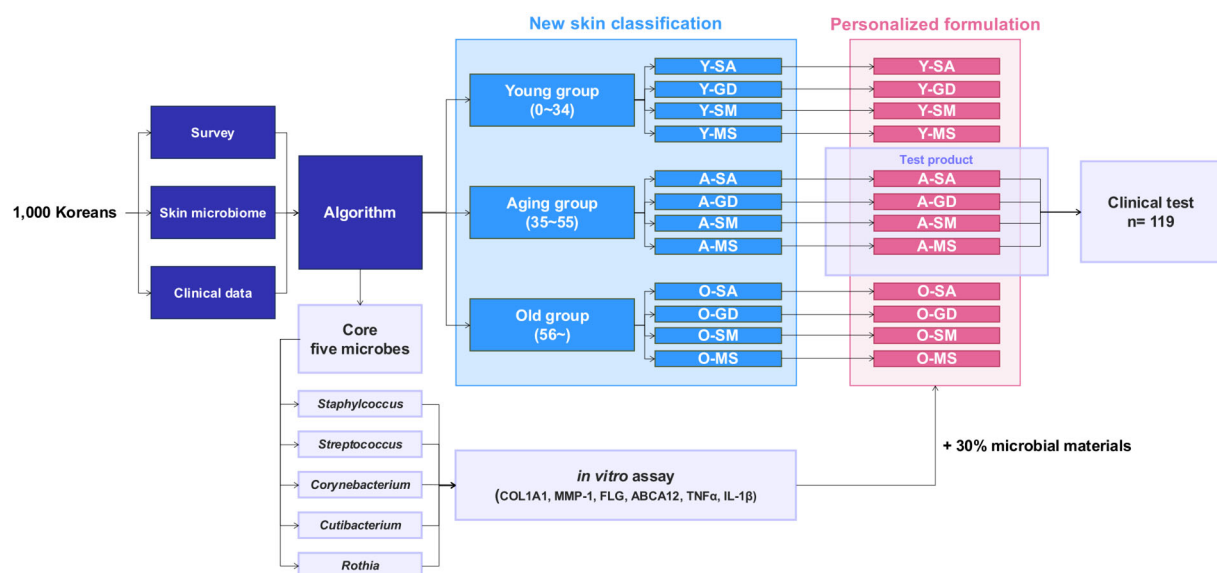 New skin classification
Personalized formulation
1,000 Koreans
Survey
Skin microbiome
Clinical data
Algorithm
Young group
(0~34)
Y-SA
Y-GD
Y-SM
Y-MS
Y-SA
Y-GD
Y-SM
Y-MS
Aging group
(35~55)
A-SA
A-GD
A-SM
A-MS
Test product
A-SA
A-GD
A-SM
A-MS
Clinical test
n= 119
Old group
(56~)
O-SA
O-GD
O-SM
O-MS
O-SA
O-GD
O-SM
O-MS
Core
five microbes
Staphylcoccus
Streptococcus
Corynebacterium
Cutibacterium
Rothia
in vitro assay
(COL1A1, MMP-1, FLG, ABCA12, TNFα, IL-1β)
+ 30% microbial materials